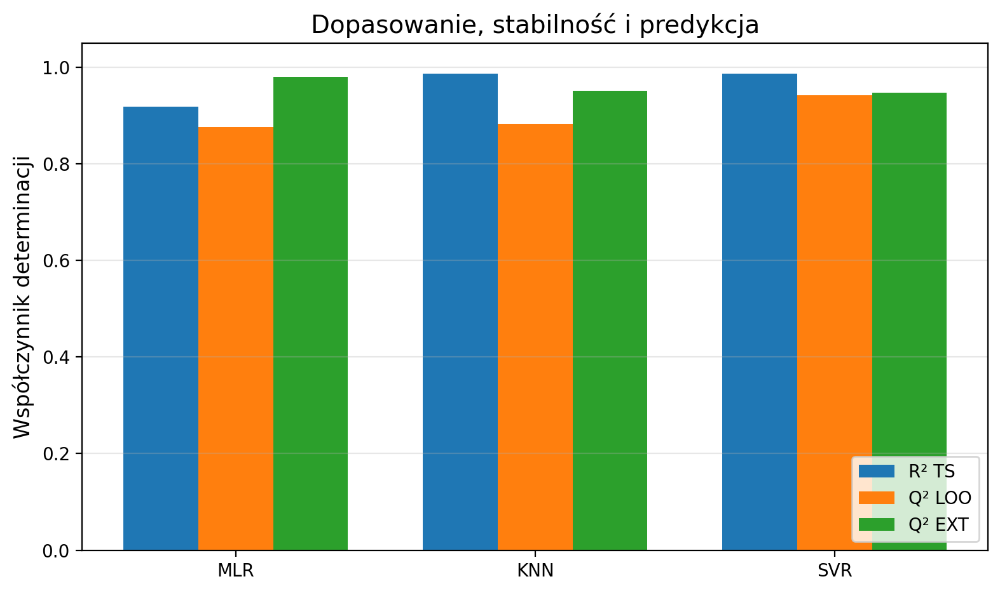 Dopasowanie, stabilność i predykcja
Współczynnik determinacji
1.0
0.8
0.6
0.4
0.2
0.0
MLR
KNN
SVR
R² TS
Q² LOO
Q² EXT